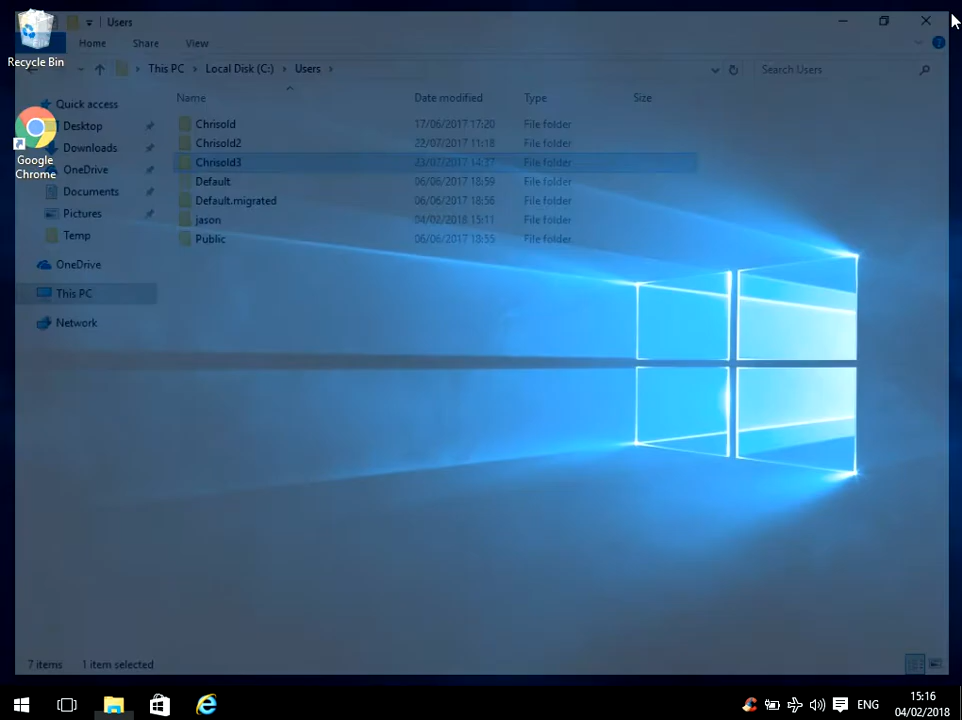 Users
Recycle Bin
File
Home Share View
This PC Local Disk (C:) Users
Search Users
Name Date modified Type Size
Quick access
Desktop
Downloads
OneDrive
Documents
Pictures
Temp
OneDrive
This PC
Network
Google
Chrome
Chrisold 17/06/2017 17:20 File folder
Chrisold2 22/07/2017 11:18 File folder
Chrisold3 23/07/2017 14:37 File folder
Default 06/06/2017 18:59 File folder
Default.migrated 06/06/2017 18:56 File folder
jason 04/02/2018 15:11 File folder
Public 06/06/2017 18:55 File folder
7 items 1 item selected
ENG
15:16
04/02/2018